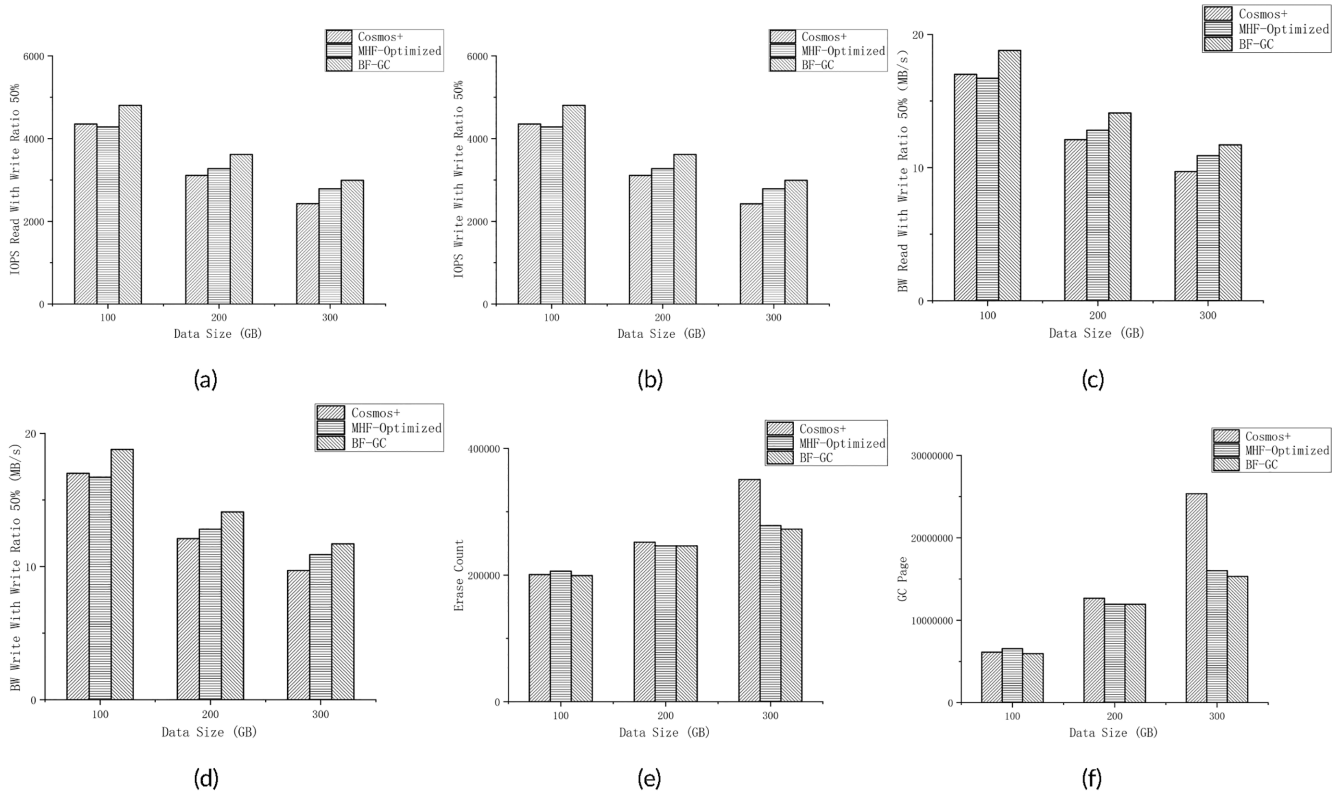 Cosmos+
MHF-Optimized
BF-GC
IOPS Read With Write Ratio 50%
6000
4000
2000
0
100
200
300
Data Size (GB)
(a)
Cosmos+
MHF-Optimized
BF-GC
IOPS Write With Write Ratio 50%
6000
4000
2000
0
100
200
300
Data Size (GB)
(b)
Cosmos+
MHF-Optimized
BF-GC
BW Read With Write Ratio 50% (MB/s)
20
10
0
100
200
300
Data Size (GB)
(c)
Cosmos+
MHF-Optimized
BF-GC
BW Write With Write Ratio 50% (MB/s)
20
10
0
100
200
300
Data Size (GB)
(d)
Cosmos+
MHF-Optimized
BF-GC
Erase Count
400000
200000
0
100
200
300
Data Size (GB)
(e)
Cosmos+
MHF-Optimized
BF-GC
GC Page
30000000
20000000
10000000
0
100
200
300
Data Size (GB)
(f)